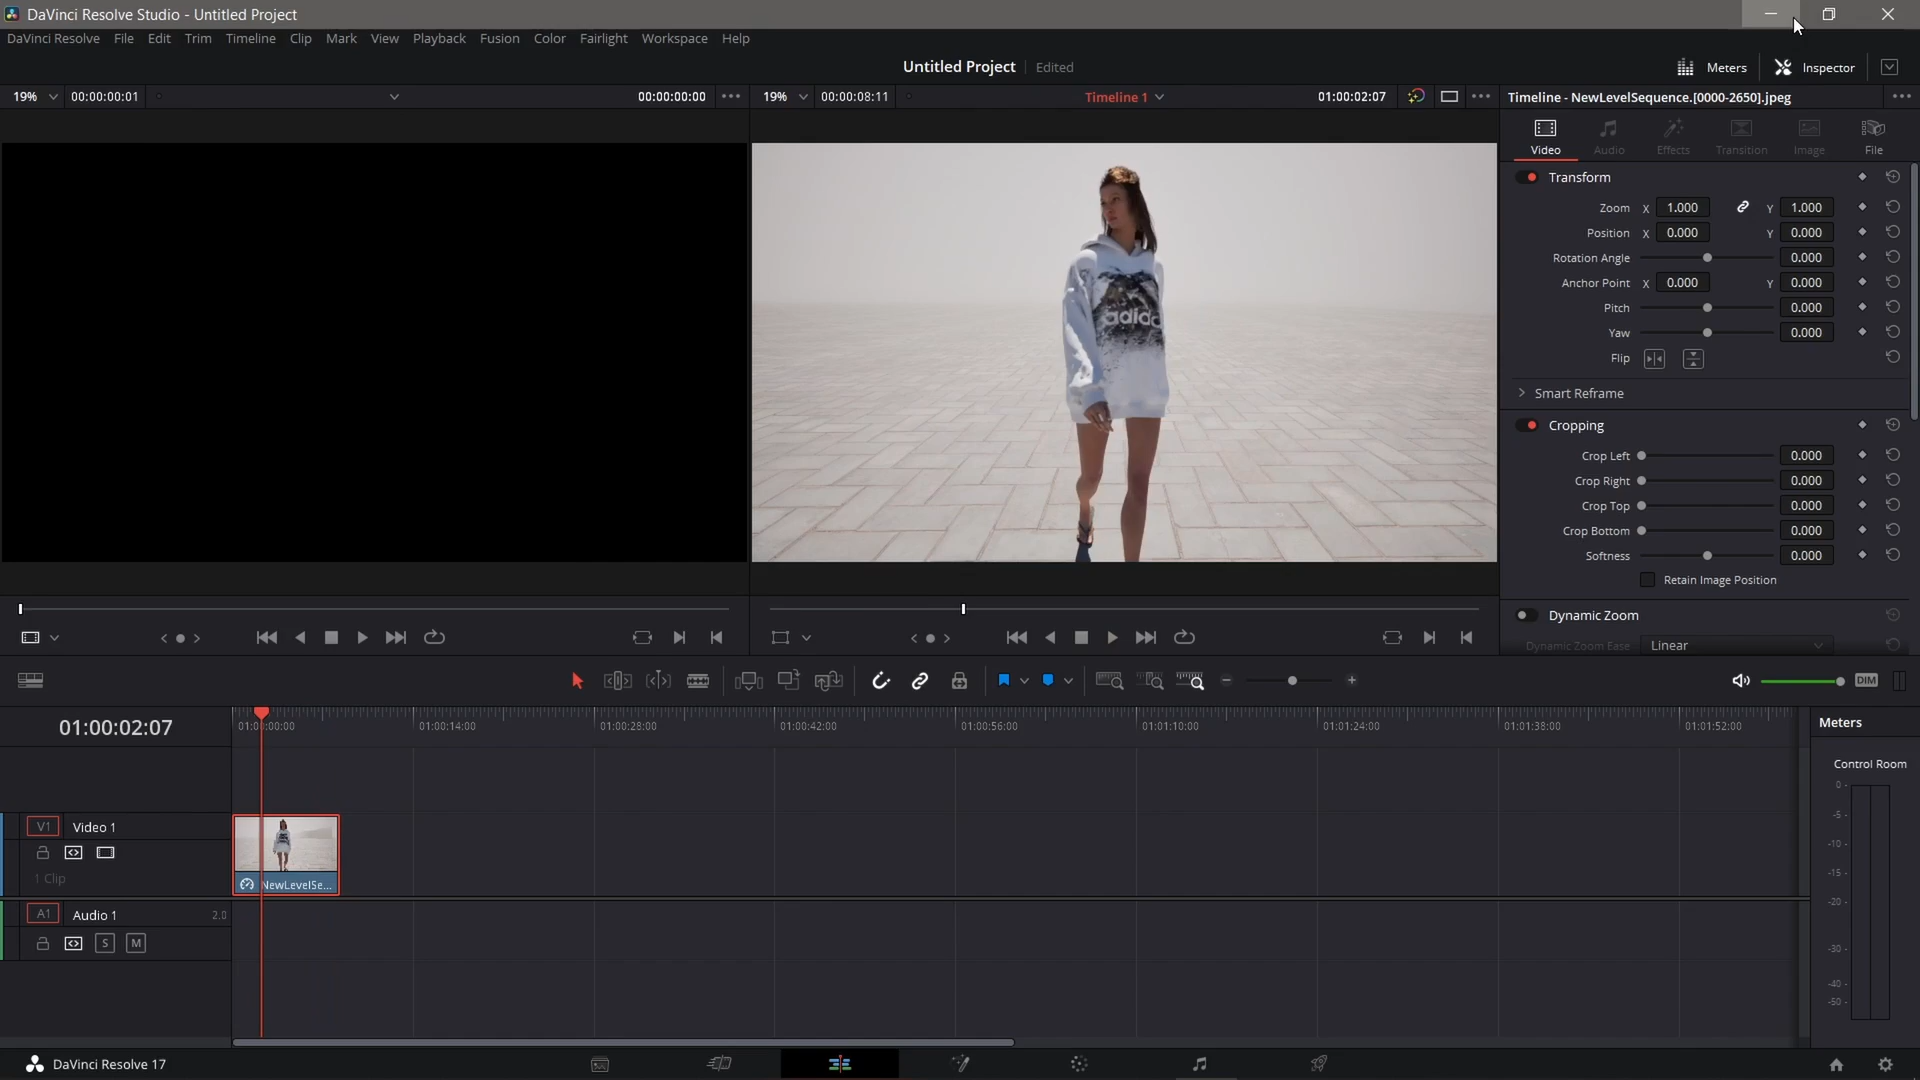 DaVinci Resolve Studio - Untitled Project
DaVinci Resolve File Edit Trim Timeline Clip Mark View Playback Fusion Color Fairlight Workspace Help
Untitled Project Edited
Meters Inspector
19% 00:00:00:01 00:00:00:00 ••• 19% 00:00:08:11 Timeline 1 01:00:02:07 ••• Timeline - NewLevelSequence.[0000-2650].jpeg •••
Video Audio Effects Transition Image File
Transform
Zoom X 1.000 Y 1.000
Position X 0.000 Y 0.000
Rotation Angle 0.000
Anchor Point X 0.000 Y 0.000
Pitch 0.000
Yaw 0.000
Flip
Smart Reframe
Cropping
Crop Left 0.000
Crop Right 0.000
Crop Top 0.000
Crop Bottom 0.000
Softness 0.000
Retain Image Position
Dynamic Zoom
Dynamic Zoom Ease Linear
adidas
DIM
01:00:02:07
01:00:00:00 01:00:14:00 01:00:28:00 01:00:42:00 01:00:56:00 01:01:10:00 01:01:24:00 01:01:38:00 01:01:52:00
Meters
Control Room
0 -
-5 -
-10 -
-15 -
-20 -
-30 -
-40 -
-50 -
V1 Video 1
1 Clip
NewLevelSe...
A1 Audio 1 2.0
S M
DaVinci Resolve 17